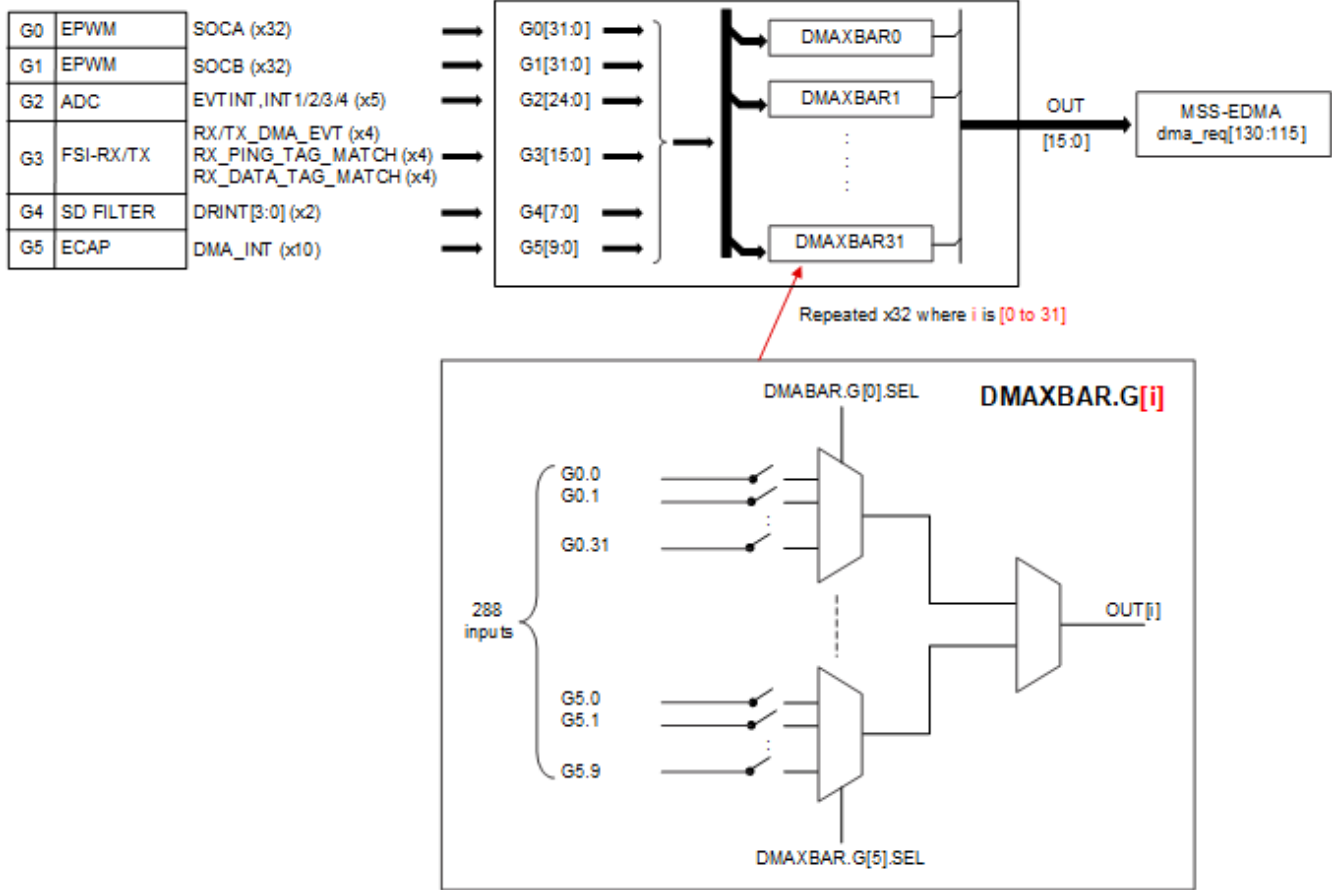 G0 EPWM SOCA (x32) G0[31:0] DMAXBAR0
G1 EPWM SOCB (x32) G1[31:0]
G2 ADC EVTINT,INT1/2/3/4 (x5) G2[24:0] DMAXBAR1
G3 FSI-RX/TX RX/TX_DMA_EVT (x4)
RX_PING_TAG_MATCH (x4) G3[15:0]
RX_DATA_TAG_MATCH (x4)
G4 SD FILTER DRINT[3:0] (x2) G4[7:0]
G5 ECAP DMA_INT (x10) G5[9:0] DMAXBAR31
OUT
[15:0]
MSS-EDMA
dma_req[130:115]
Repeated x32 where i is [0 to 31]
DMABAR.G[0].SEL
DMAXBAR.G[i]
G0.0
G0.1
G0.31
288
inputs
OUT[i]
G5.0
G5.1
G5.9
DMAXBAR.G[5].SEL